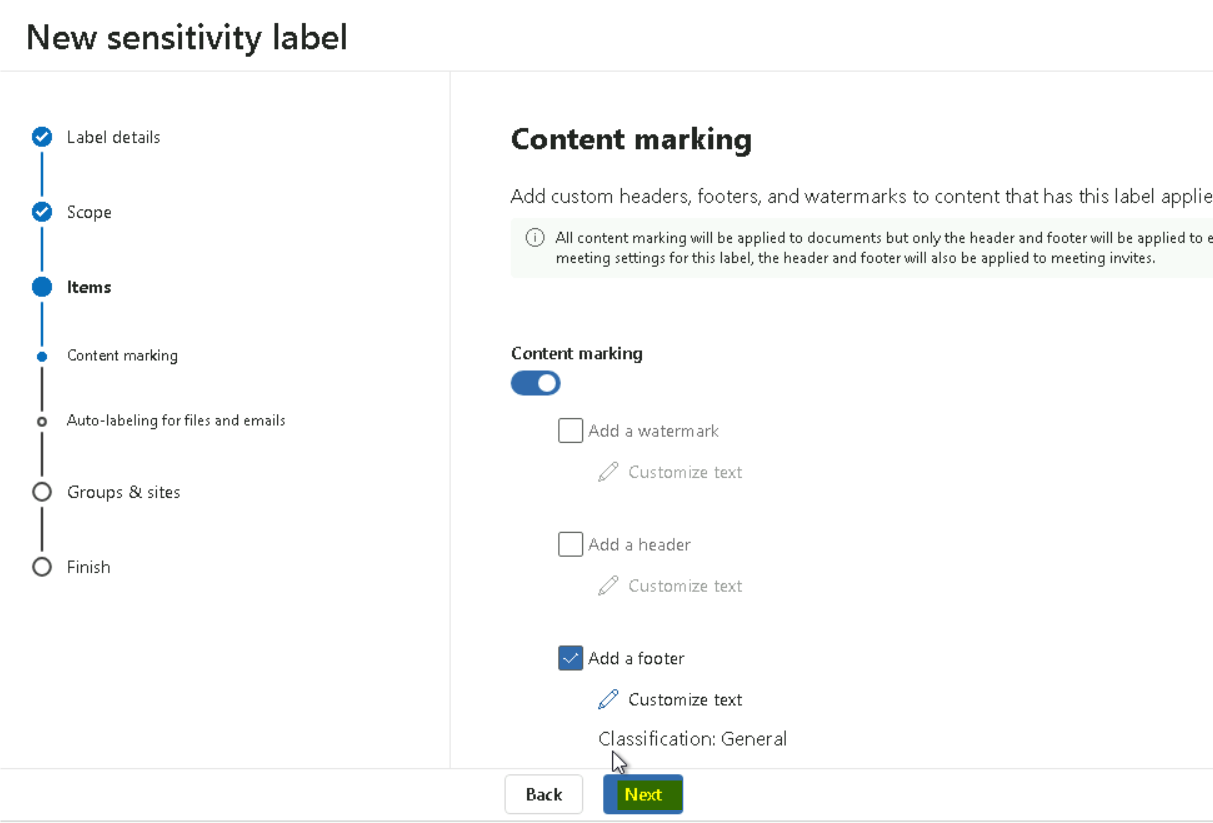 New sensitivity label
Label details
Scope
Items
Content marking
Auto-labeling for files and emails
Groups & sites
Finish
Content marking
Add custom headers, footers, and watermarks to content that has this label
All content marking will be applied to documents but only the header and footer will be applied to
meeting settings for this label, the header and footer will also be applied to meeting invites.
Content marking
Add a watermark
Customize text
Add a header
Customize text
Add a footer
Customize text
Classification: General
Back
Next